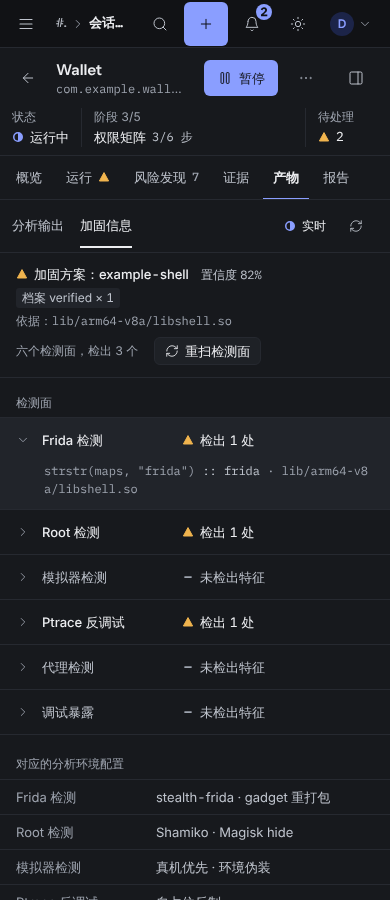 #. 会话…
2
D
Wallet
com.example.wall...
暂停
状态
运行中
阶段 3/5
权限矩阵 3/6 步
待处理
2
概览 运行 风险发现 7 证据 产物 报告
分析输出 加固信息 实时
加固方案：example-shell 置信度 82%
档案 verified × 1
依据：lib/arm64-v8a/libshell.so
六个检测面，检出 3 个 重扫检测面
检测面
Frida 检测 检出 1 处
strstr(maps, "frida") :: frida · lib/arm64-v8
a/libshell.so
Root 检测 检出 1 处
模拟器检测 未检出特征
Ptrace 反调试 检出 1 处
代理检测 未检出特征
调试暴露 未检出特征
对应的分析环境配置
Frida 检测 stealth-frida · gadget 重打包
Root 检测 Shamiko · Magisk hide
模拟器检测 真机优先 · 环境伪装